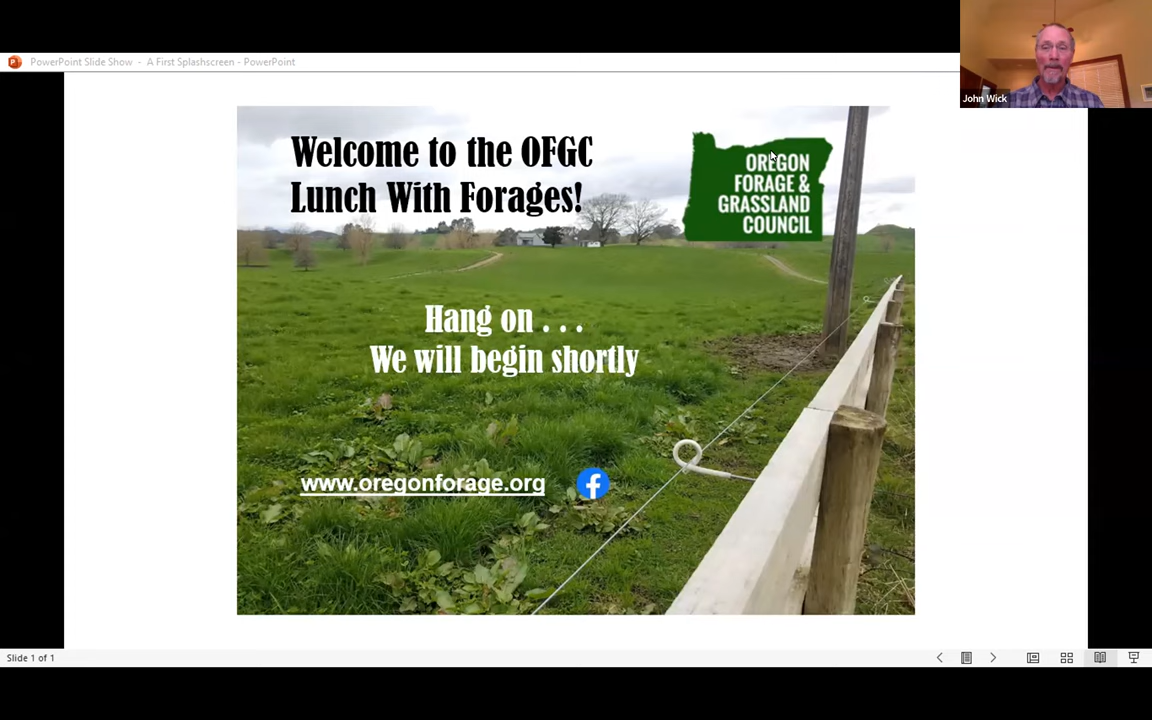 PowerPoint Slide Show - A First Splashscreen - PowerPoint
John Wick
Welcome to the OFGC
Lunch With Forages!
OREGON
FORAGE &
GRASSLAND
COUNCIL
Hang on . . .
We will begin shortly
www.oregonforage.org
Slide 1 of 1